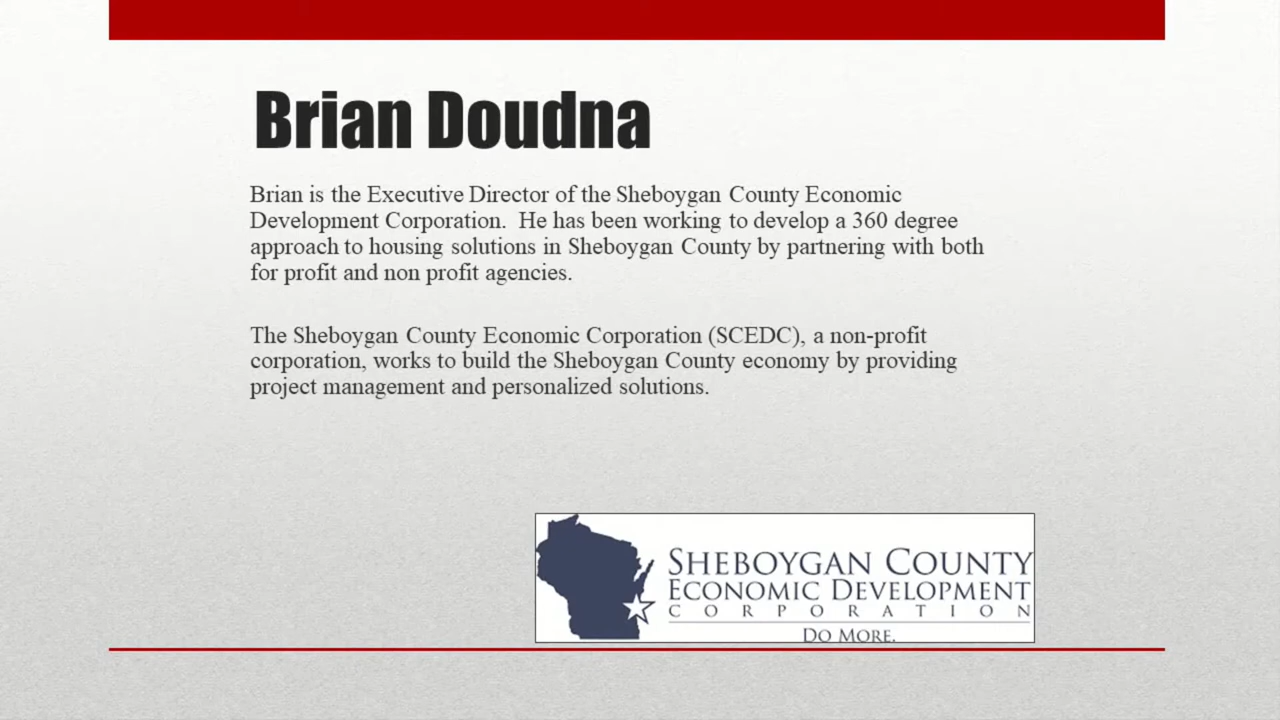 Brian Doudna
Brian is the Executive Director of the Sheboygan County Economic
Development Corporation.  He has been working to develop a 360 degree
approach to housing solutions in Sheboygan County by partnering with both
for profit and non profit agencies.
The Sheboygan County Economic Corporation (SCEDC), a non-profit
corporation, works to build the Sheboygan County economy by providing
project management and personalized solutions.
SHEBOYGAN COUNTY
ECONOMIC DEVELOPMENT
CORPORATION
DO MORE.